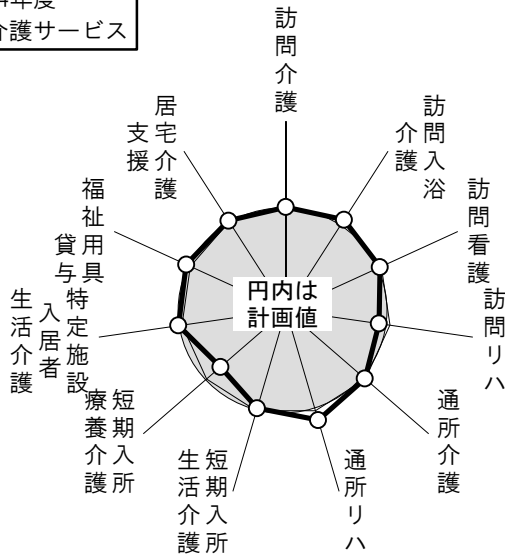 4年度
介護サービス
訪問介護
訪問入浴
介護
訪問看護
訪問リハ
通所介護
通所リハ
短期入所
生活介護
短期入所
療養介護
特定施設
入居者
生活介護
福祉用具
貸与
居宅介護
支援
円内は
計画値